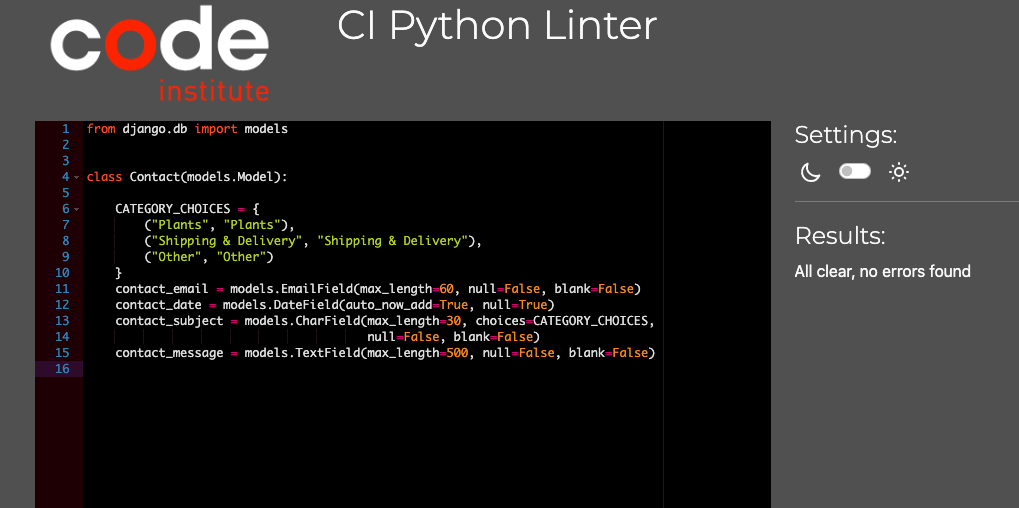 code
institute
CI Python Linter
1 from django.db import models
2
3
4 class Contact(models.Model):
5
6     CATEGORY_CHOICES = {
7         ("Plants", "Plants"),
8         ("Shipping & Delivery", "Shipping & Delivery"),
9         ("Other", "Other")
10     }
11     contact_email = models.EmailField(max_length=60, null=False, blank=False)
12     contact_date = models.DateField(auto_now_add=True, null=True)
13     contact_subject = models.CharField(max_length=30, choices=CATEGORY_CHOICES,
14                                        null=False, blank=False)
15     contact_message = models.TextField(max_length=500, null=False, blank=False)
16
Settings:
Results:
All clear, no errors found